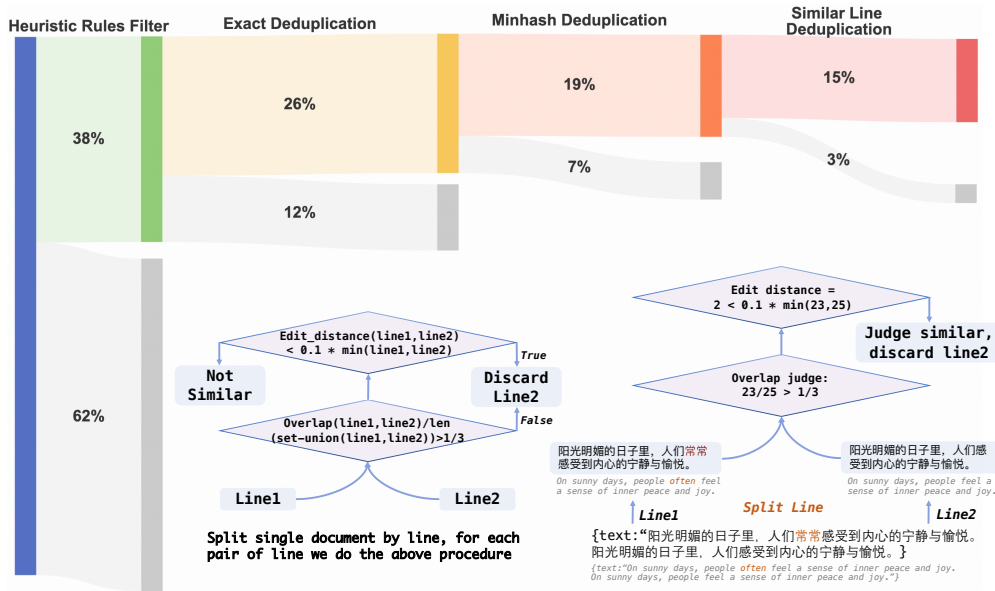 Heuristic Rules Filter
Exact Deduplication
Minhash Deduplication
Similar Line
Deduplication
38%
26%
19%
15%
62%
12%
7%
3%
Edit_distance(line1,line2)
< 0.1 * min(line1,line2)
True
Not
Similar
Discard
Line2
False
Overlap(line1,line2)/len
(set-union(line1,line2))>1/3
Line1
Line2
Split single document by line, for each
pair of line we do the above procedure
Edit distance =
2 < 0.1 * min(23,25)
Judge similar,
discard line2
Overlap judge:
23/25 > 1/3
阳光明媚的日子里，人们常常
感受到内心的宁静与愉悦。
On sunny days, people often feel
a sense of inner peace and joy.
阳光明媚的日子里，人们感
受到内心的宁静与愉悦。
On sunny days, people feel a
sense of inner peace and joy.
Split Line
Line1
Line2
{text:“阳光明媚的日子里，人们常常感受到内心的宁静与愉悦。
阳光明媚的日子里，人们感受到内心的宁静与愉悦。}
{text:“On sunny days, people often feel a sense of inner peace and joy.
On sunny days, people feel a sense of inner peace and joy.”}